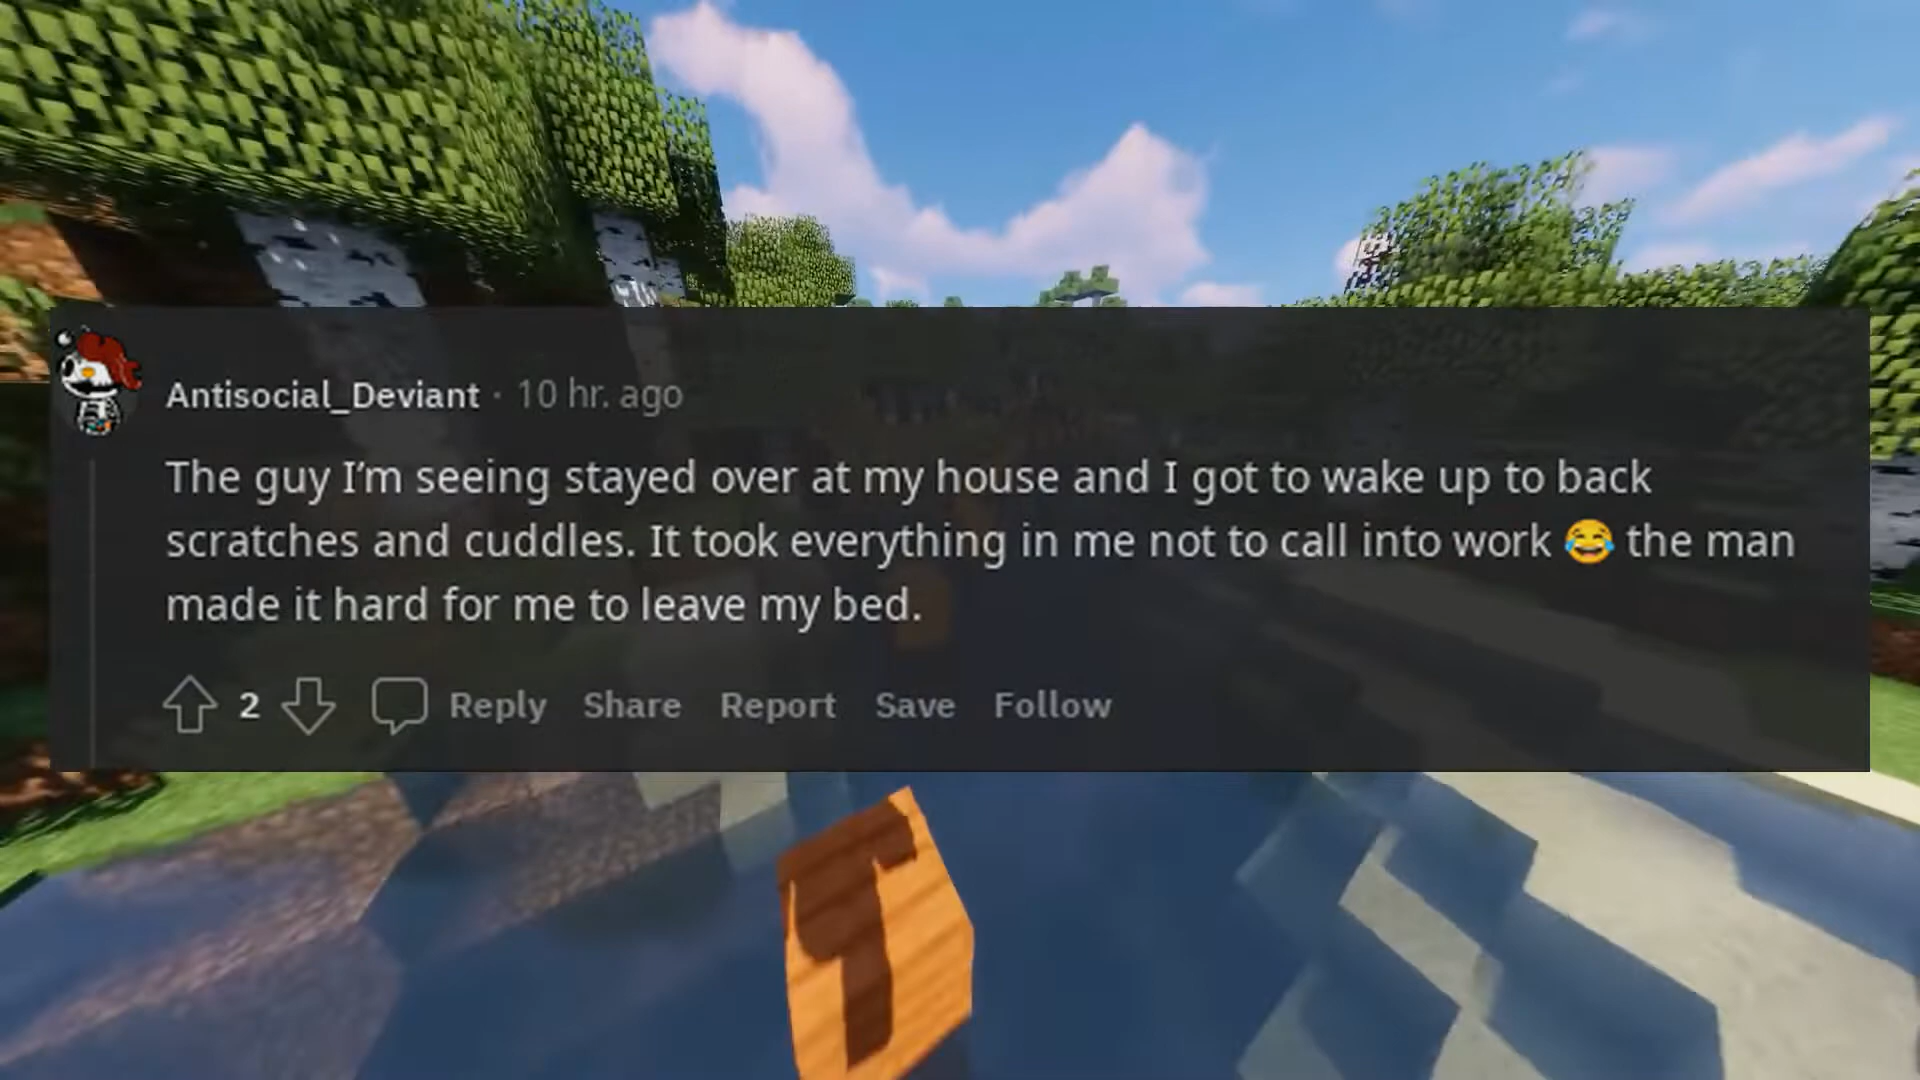 Antisocial_Deviant · 10 hr. ago
The guy I'm seeing stayed over at my house and I got to wake up to back
scratches and cuddles. It took everything in me not to call into work 😂 the man
made it hard for me to leave my bed.
2 Reply Share Report Save Follow